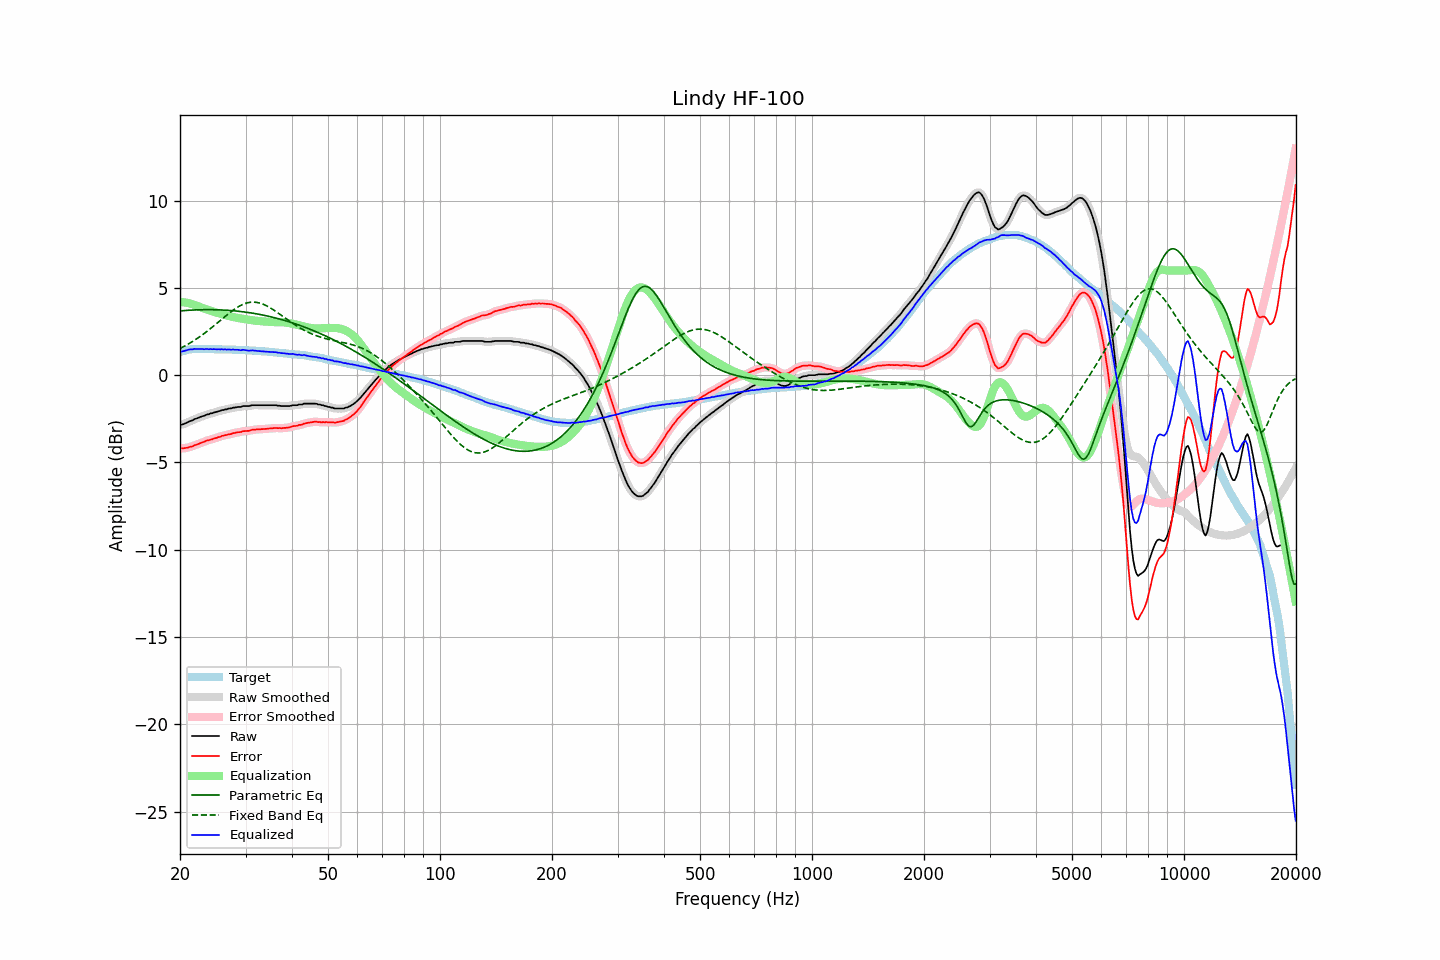 Lindy HF-100
10
5
0
−5
−10
−15
−20
−25
Amplitude (dBr)
Target
Raw Smoothed
Error Smoothed
Raw
Error
Equalization
Parametric Eq
Fixed Band Eq
Equalized
20 50 100 200 500 1000 2000 5000 10000 20000
Frequency (Hz)